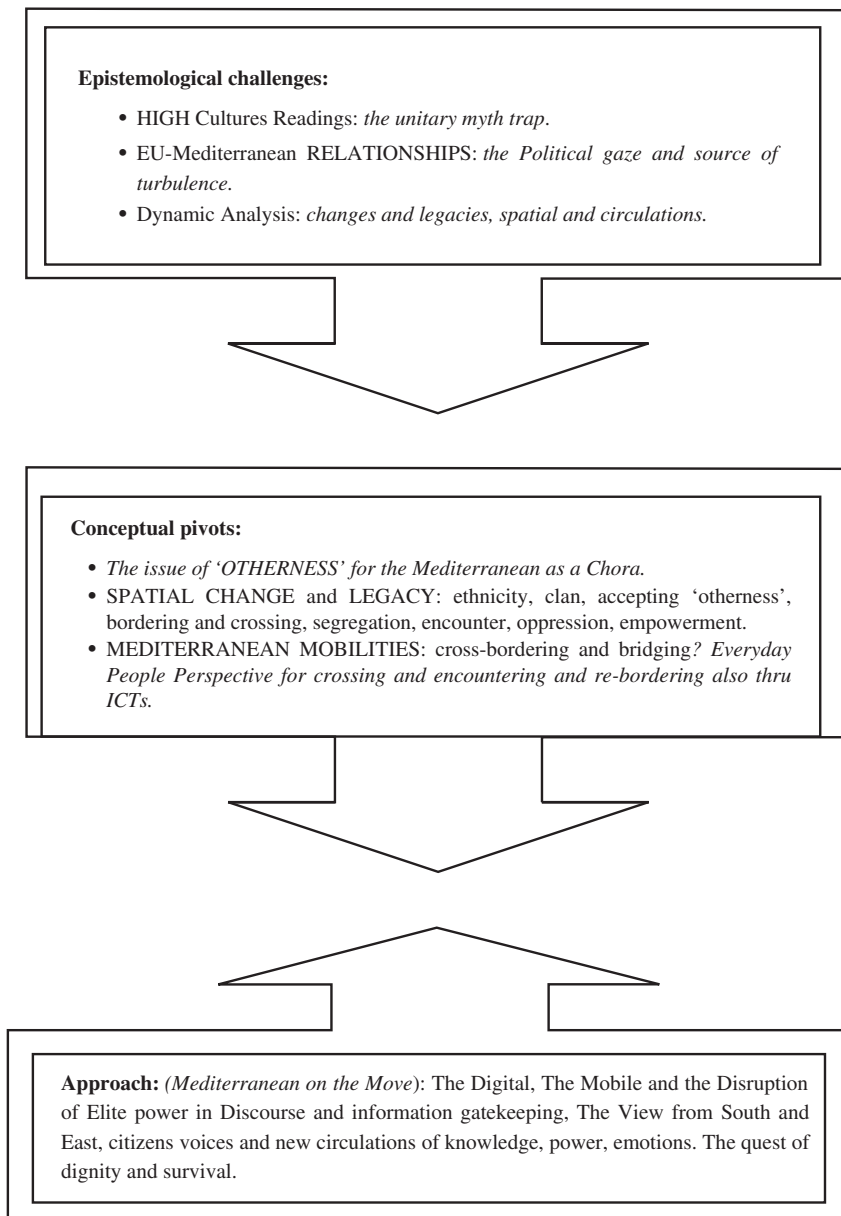 Epistemological challenges:
• HIGH Cultures Readings: the unitary myth trap.
• EU-Mediterranean RELATIONSHIPS: the Political gaze and source of
turbulence.
• Dynamic Analysis: changes and legacies, spatial and circulations.
Conceptual pivots:
• The issue of ‘OTHERNESS’ for the Mediterranean as a Chora.
• SPATIAL CHANGE and LEGACY: ethnicity, clan, accepting ‘otherness’,
bordering and crossing, segregation, encounter, oppression, empowerment.
• MEDITERRANEAN MOBILITIES: cross-bordering and bridging? Everyday
People Perspective for crossing and encountering and re-bordering also thru
ICTs.
Approach: (Mediterranean on the Move): The Digital, The Mobile and the Disruption
of Elite power in Discourse and information gatekeeping, The View from South and
East, citizens voices and new circulations of knowledge, power, emotions. The quest of
dignity and survival.